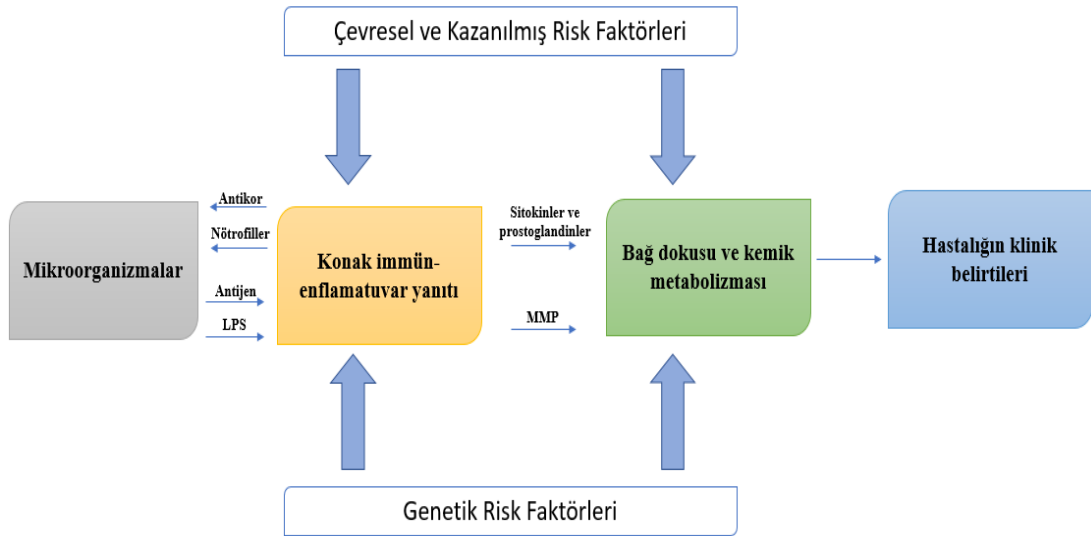 Çevresel ve Kazanılmış Risk Faktörleri
Mikroorganizmalar
Antikor
Nötrofiller
Antijen
LPS
Konak immün-
enflamatuvar yanıtı
Sitokinler ve
prostoglandinler
MMP
Bağ dokusu ve kemik
metabolizması
Hastalığın klinik
belirtileri
Genetik Risk Faktörleri